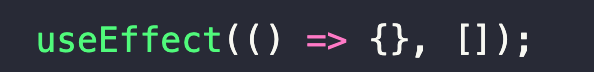 useEffect(() => {}, []);